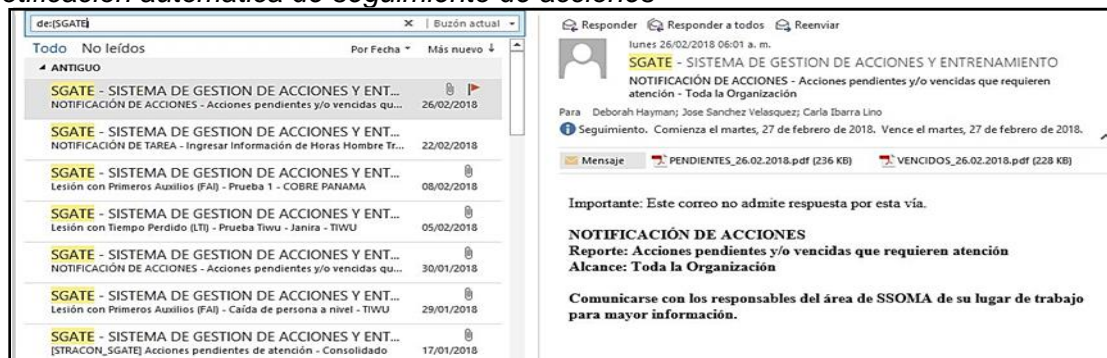 otificación automática de seguimiento de acciones
de:[SGATE]
Buzón actual
Todo No leídos
Por Fecha Más nuevo
ANTIGUO
SGATE - SISTEMA DE GESTION DE ACCIONES Y ENT...
NOTIFICACIÓN DE ACCIONES - Acciones pendientes y/o vencidas qu... 26/02/2018
SGATE - SISTEMA DE GESTION DE ACCIONES Y ENT...
NOTIFICACIÓN DE TAREA - Ingresar Información de Horas Hombre Tr... 22/02/2018
SGATE - SISTEMA DE GESTION DE ACCIONES Y ENT...
Lesión con Primeros Auxilios (FAI) - Prueba 1 - COBRE PANAMA 08/02/2018
SGATE - SISTEMA DE GESTION DE ACCIONES Y ENT...
Lesión con Tiempo Perdido (LTI) - Prueba Tiwu - Janira - TIWU 05/02/2018
SGATE - SISTEMA DE GESTION DE ACCIONES Y ENT...
NOTIFICACIÓN DE ACCIONES - Acciones pendientes y/o vencidas qu... 30/01/2018
SGATE - SISTEMA DE GESTION DE ACCIONES Y ENT...
Lesión con Primeros Auxilios (FAI) - Caída de persona a nivel - TIWU 29/01/2018
SGATE - SISTEMA DE GESTION DE ACCIONES Y ENT...
[STRACON_SGATE] Acciones pendientes de atención - Consolidado 17/01/2018
Responder Responder a todos Reenviar
lunes 26/02/2018 06:01 a. m.
SGATE - SISTEMA DE GESTION DE ACCIONES Y ENTRENAMIENTO
NOTIFICACIÓN DE ACCIONES - Acciones pendientes y/o vencidas que requieren
atención - Toda la Organización
Para Deborah Hayman; Jose Sanchez Velasquez; Carla Ibarra Lino
Seguimiento. Comienza el martes, 27 de febrero de 2018. Vence el martes, 27 de febrero de 2018.
Mensaje PENDIENTES_26.02.2018.pdf (236 KB) VENCIDOS_26.02.2018.pdf (228 KB)
Importante: Este correo no admite respuesta por esta vía.
NOTIFICACIÓN DE ACCIONES
Reporte: Acciones pendientes y/o vencidas que requieren atención
Alcance: Toda la Organización
Comunicarse con los responsables del área de SSOMA de su lugar de trabajo
para mayor información.